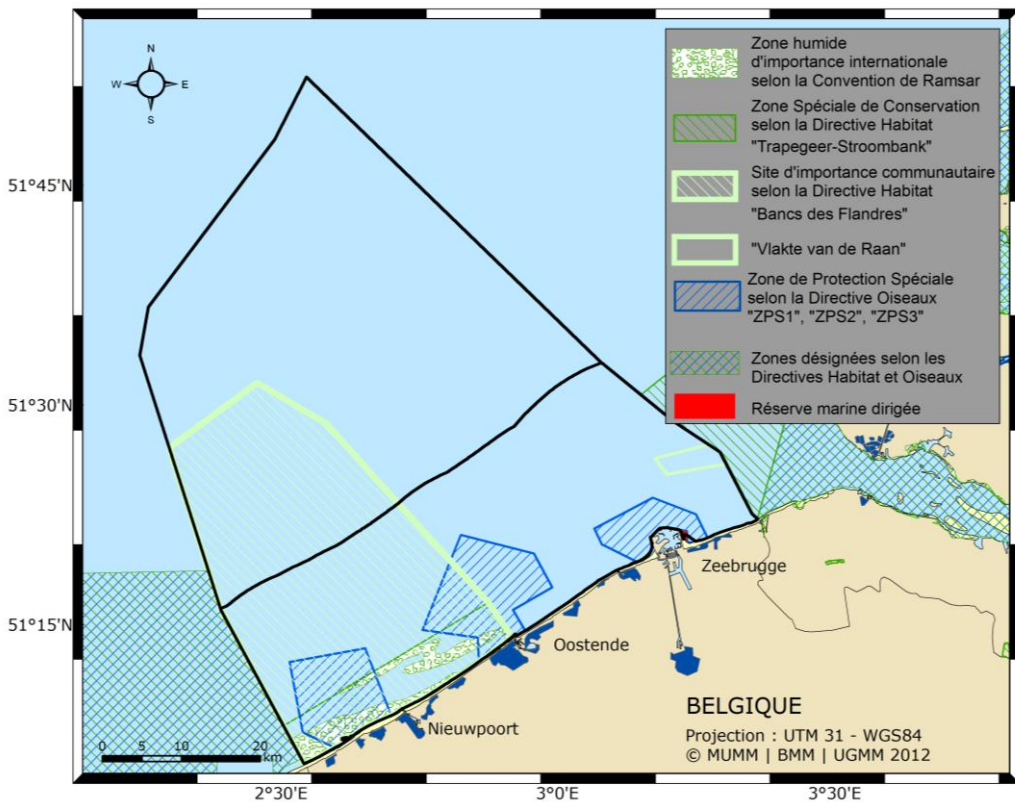 N
W E
S
Zone humide
d'importance internationale
selon la Convention de Ramsar
Zone Spéciale de Conservation
selon la Directive Habitat
"Trapegeer-Stroombank"
Site d'importance communautaire
selon la Directive Habitat
"Bancs des Flandres"
"Vlakte van de Raan"
Zone de Protection Spéciale
selon la Directive Oiseaux
"ZPS1", "ZPS2", "ZPS3"
Zones désignées selon les
Directives Habitat et Oiseaux
Réserve marine dirigée
51°45'N
51°30'N
51°15'N
Zeebrugge
Oostende
Nieuwpoort
BELGIQUE
Projection : UTM 31 - WGS84
© MUMM | BMM | UGMM 2012
0 5 10 20
km
2°30'E 3°0'E 3°30'E